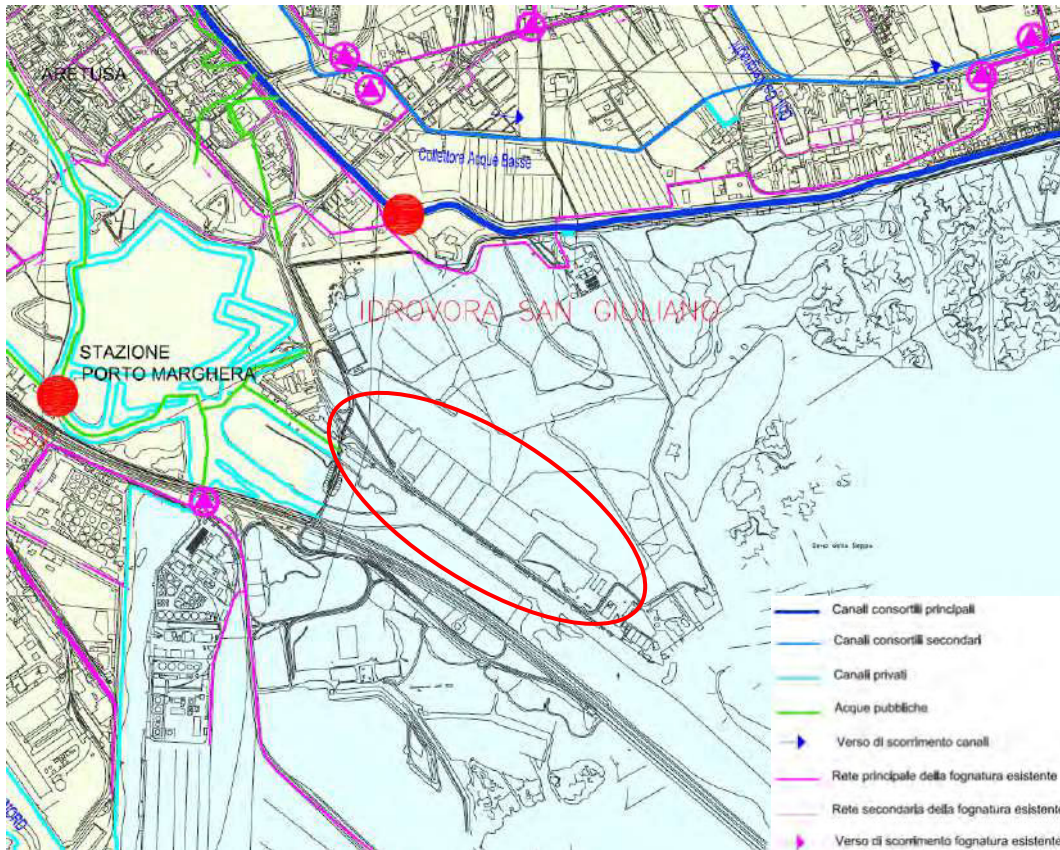 ARETUSA
Collettore Acque Basse
IDROVORA SAN GIULIANO
STAZIONE
PORTO MARGHERA
Canali consortili principali
Canali consortili secondari
Canali privati
Acque pubbliche
Verso di scorrimento canali
Rete principale della fognatura esistente
Rete secondaria della fognatura esistente
Verso di scorrimento fognatura esistente